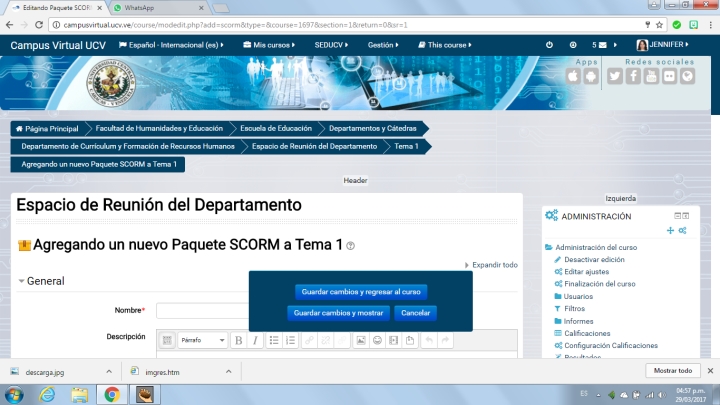 Editando Paquete SCOR
WhatsApp
campusvirtual.ucv.ve/course/modedit.php?add=scorm&type=&course=1697&section=1&return=0&sr=1
Campus Virtual UCV
Español - Internacional (es)
Mis cursos
SEDUCV
Gestión
This course
5
JENNIFER
Apps
Redes sociales
Página Principal
Facultad de Humanidades y Educación
Escuela de Educación
Departamentos y Cátedras
Departamento de Currículum y Formación de Recursos Humanos
Espacio de Reunión del Departamento
Tema 1
Agregando un nuevo Paquete SCORM a Tema 1
Header
Espacio de Reunión del Departamento
Agregando un nuevo Paquete SCORM a Tema 1
Expandir todo
General
Guardar cambios y regresar al curso
Guardar cambios y mostrar
Cancelar
Nombre*
Descripción
Párrafo
B
I
Izquierda
ADMINISTRACIÓN
Administración del curso
Desactivar edición
Editar ajustes
Finalización del curso
Usuarios
Filtros
Informes
Calificaciones
Configuración Calificaciones
Resultados
descarga.jpg
imgres.htm
Mostrar todo
ES
04:57 p.m.
29/03/2017